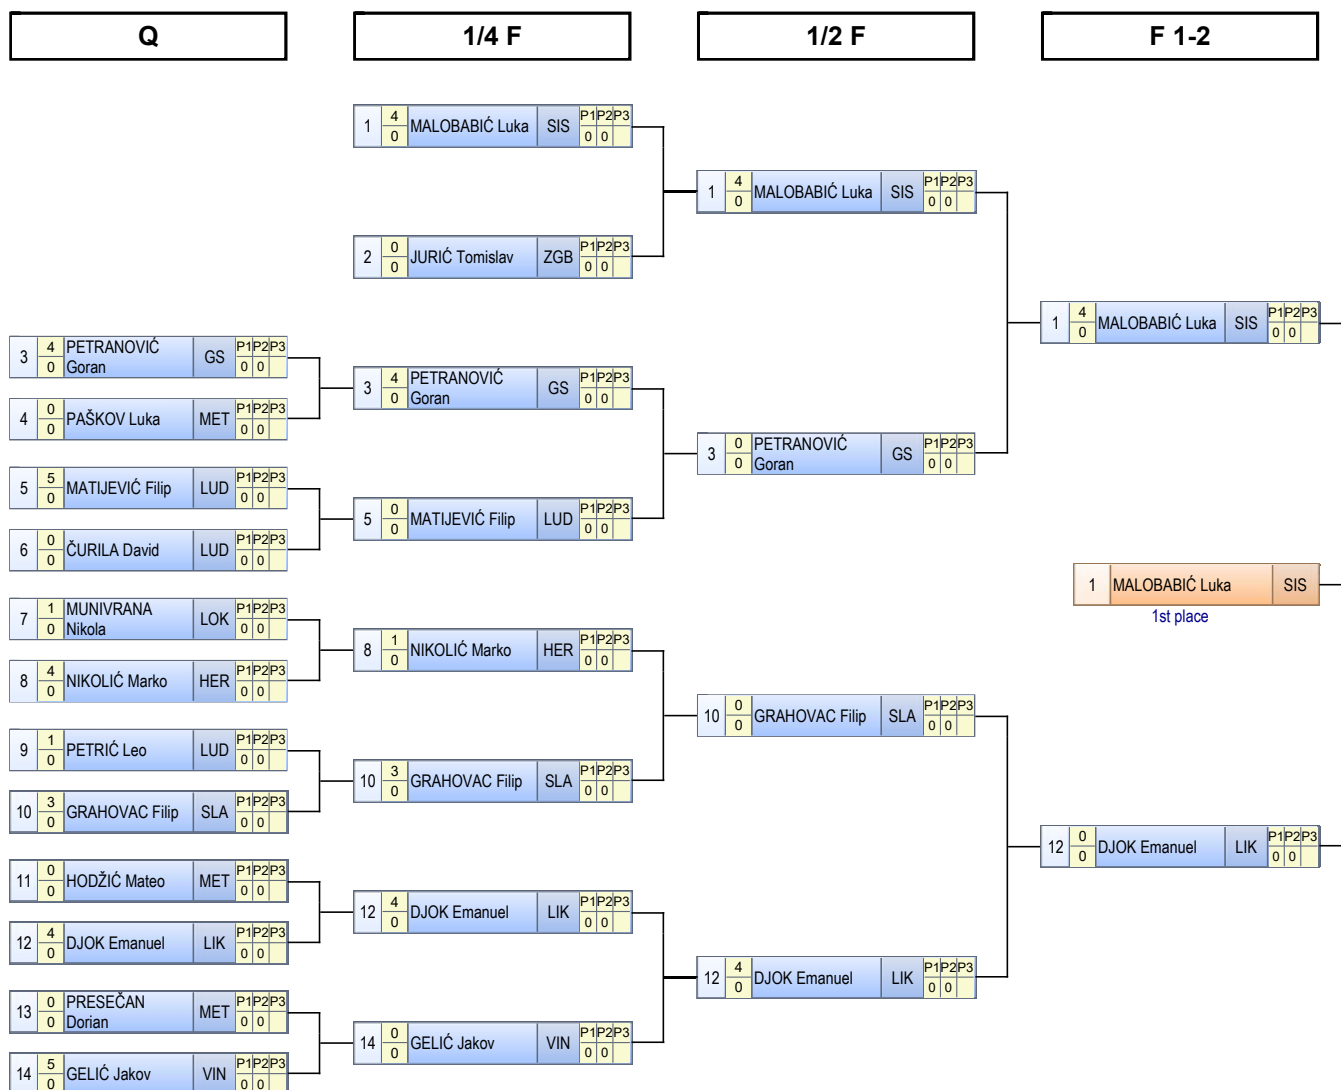 Q 1/4 F 1/2 F F 1-2
1 4 0 MALOBABIĆ Luka SIS P1 P2 P3 0 0
2 0 0 JURIĆ Tomislav ZGB P1 P2 P3 0 0
1 4 0 MALOBABIĆ Luka SIS P1 P2 P3 0 0
1 4 0 MALOBABIĆ Luka SIS P1 P2 P3 0 0
3 4 0 PETRANOVIĆ Goran GS P1 P2 P3 0 0
4 0 0 PAŠKOV Luka MET P1 P2 P3 0 0
3 4 0 PETRANOVIĆ Goran GS P1 P2 P3 0 0
3 0 0 PETRANOVIĆ Goran GS P1 P2 P3 0 0
5 5 0 MATIJEVIĆ Filip LUD P1 P2 P3 0 0
6 0 0 ČURILA David LUD P1 P2 P3 0 0
5 0 0 MATIJEVIĆ Filip LUD P1 P2 P3 0 0
1 MALOBABIĆ Luka SIS
1st place
7 1 0 MUNIVRANA Nikola LOK P1 P2 P3 0 0
8 4 0 NIKOLIĆ Marko HER P1 P2 P3 0 0
8 1 0 NIKOLIĆ Marko HER P1 P2 P3 0 0
10 0 0 GRAHOVAC Filip SLA P1 P2 P3 0 0
9 1 0 PETRIĆ Leo LUD P1 P2 P3 0 0
10 3 0 GRAHOVAC Filip SLA P1 P2 P3 0 0
10 3 0 GRAHOVAC Filip SLA P1 P2 P3 0 0
12 0 0 DJOK Emanuel LIK P1 P2 P3 0 0
11 0 0 HODŽIĆ Mateo MET P1 P2 P3 0 0
12 4 0 DJOK Emanuel LIK P1 P2 P3 0 0
12 4 0 DJOK Emanuel LIK P1 P2 P3 0 0
12 4 0 DJOK Emanuel LIK P1 P2 P3 0 0
13 0 0 PRESEČAN Dorian MET P1 P2 P3 0 0
14 5 0 GELIĆ Jakov VIN P1 P2 P3 0 0
14 0 0 GELIĆ Jakov VIN P1 P2 P3 0 0